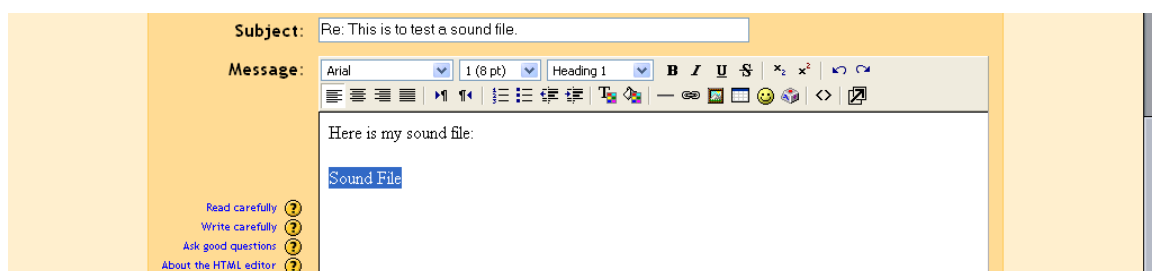 Subject: Re: This is to test a sound file.
Message: Arial 1 (8 pt) Heading 1 B I U S x₂ x²
Here is my sound file:
Sound File
Read carefully
Write carefully
Ask good questions
About the HTML editor